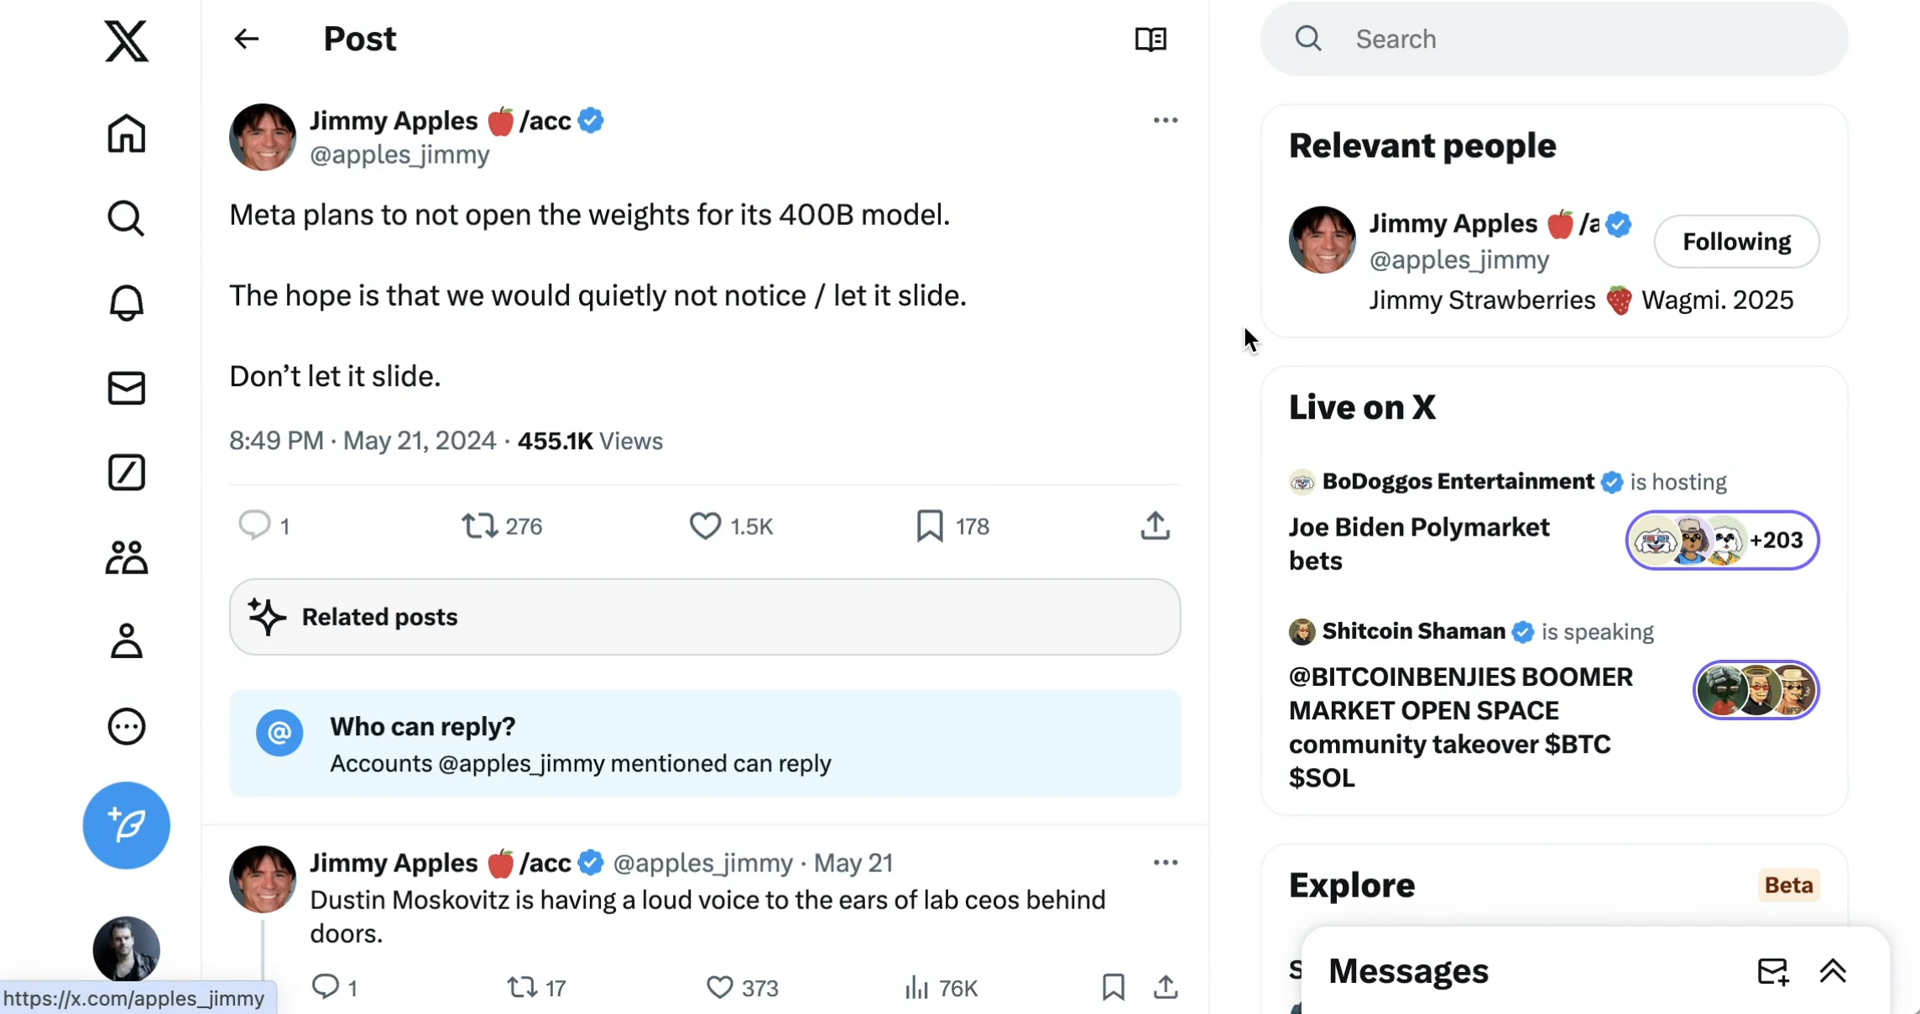 Post
Search
Jimmy Apples 🍎/acc
@apples_jimmy
Meta plans to not open the weights for its 400B model.
The hope is that we would quietly not notice / let it slide.
Don’t let it slide.
8:49 PM · May 21, 2024 · 455.1K Views
1 276 1.5K 178
Related posts
Who can reply?
Accounts @apples_jimmy mentioned can reply
Jimmy Apples 🍎/acc @apples_jimmy · May 21
Dustin Moskovitz is having a loud voice to the ears of lab ceos behind
doors.
1 17 373 76K
https://x.com/apples_jimmy
Relevant people
Jimmy Apples 🍎/a
@apples_jimmy
Following
Jimmy Strawberries 🍓 Wagmi. 2025
Live on X
BoDoggos Entertainment is hosting
Joe Biden Polymarket
bets
+203
Shitcoin Shaman is speaking
@BITCOINBENJIES BOOMER
MARKET OPEN SPACE
community takeover $BTC
$SOL
Explore
Beta
S
Messages